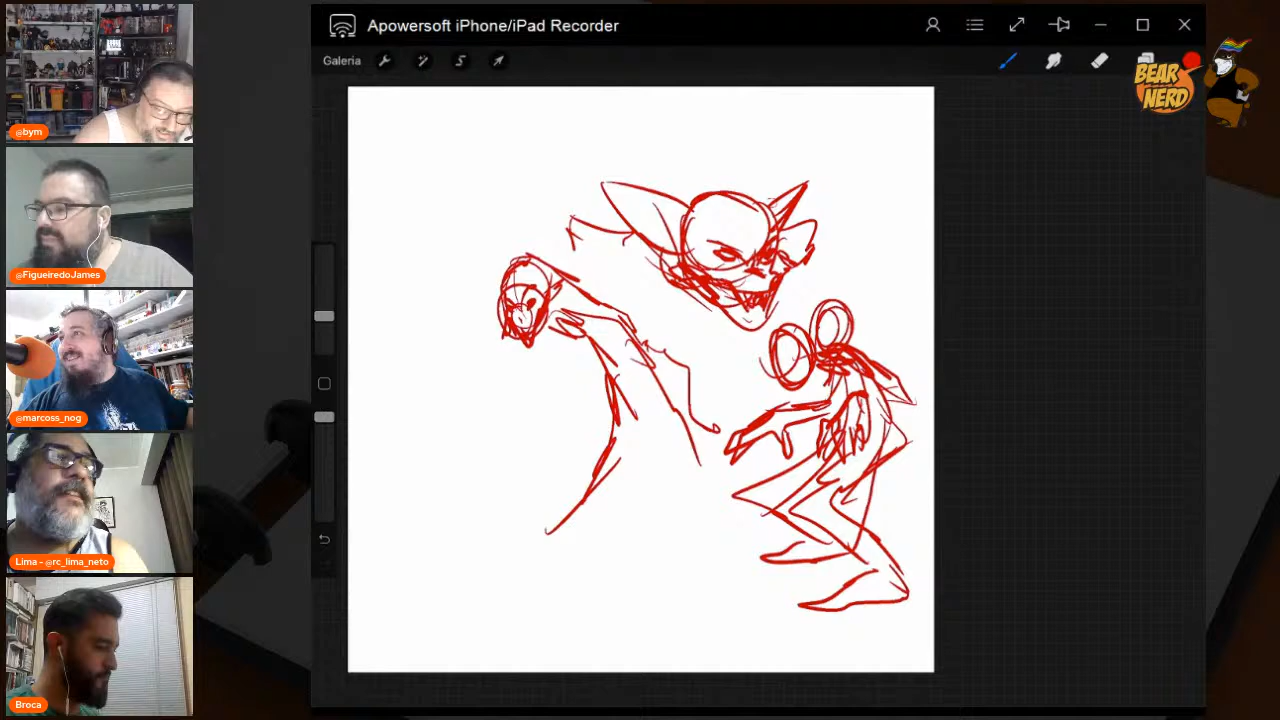 Apowersoft iPhone/iPad Recorder
Galeria
BEAR
NERD
@bym
@FigueiredoJames
@marcoss_nog
Lima - @rc_lima_neto
Broca